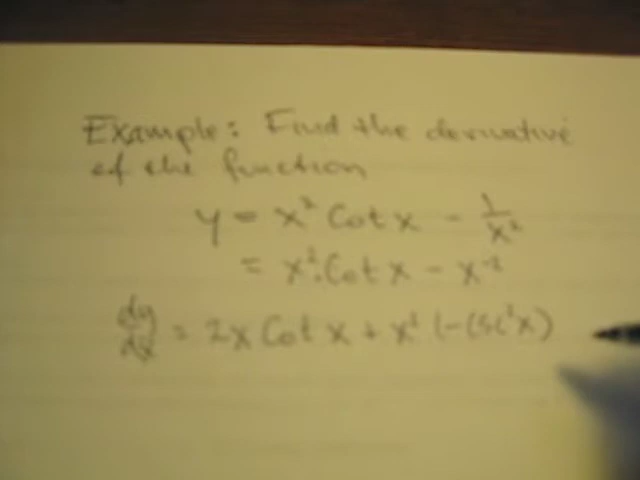 Example: Find the derivative
of the function
y = x² Cot x - 1/x²
= x².Cot x - x⁻²
dy/dx = 2x Cot x + x² (-Csc²x)